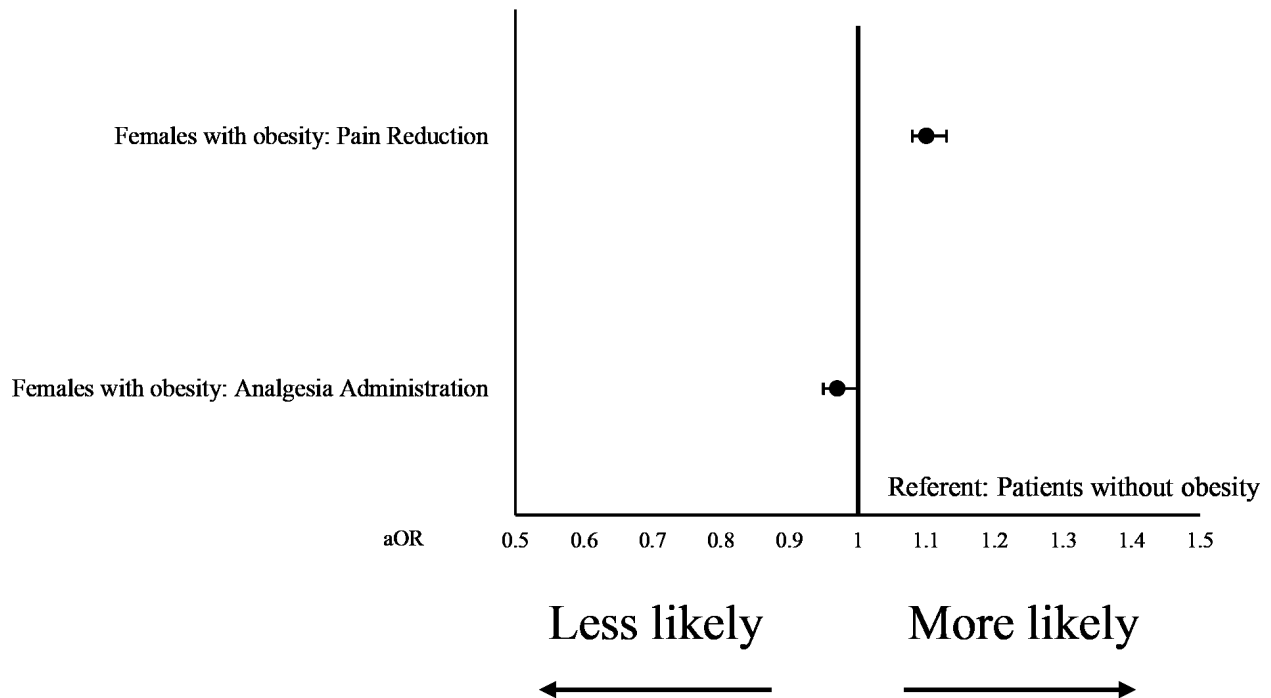 Females with obesity: Pain Reduction
Females with obesity: Analgesia Administration
Referent: Patients without obesity
aOR 0.5 0.6 0.7 0.8 0.9 1 1.1 1.2 1.3 1.4 1.5
Less likely More likely